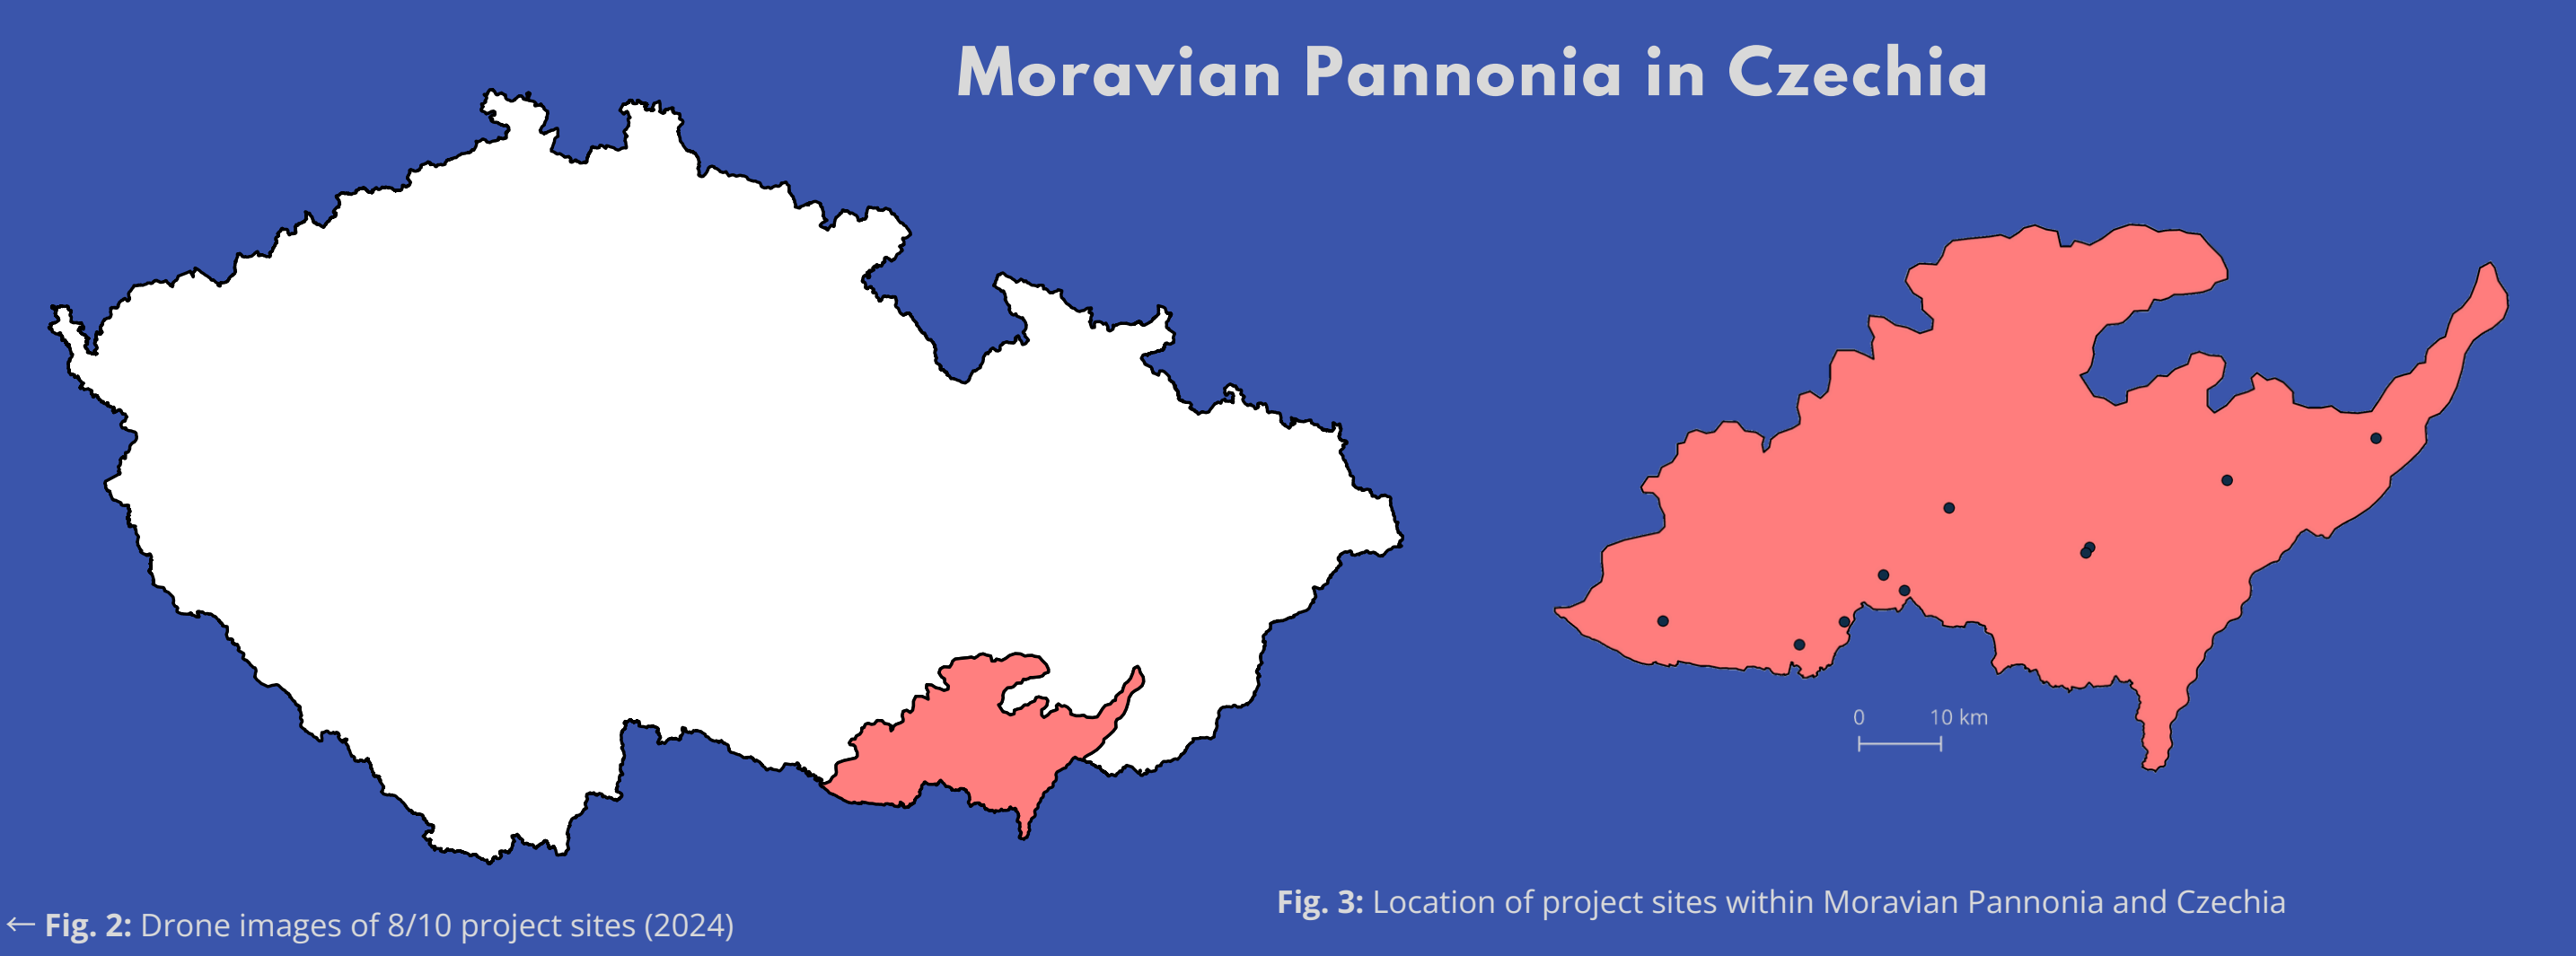 Moravian Pannonia in Czechia
0 10 km
Fig. 3: Location of project sites within Moravian Pannonia and Czechia
← Fig. 2: Drone images of 8/10 project sites (2024)